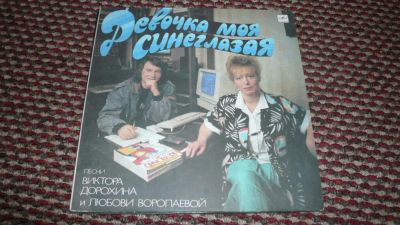 Девочка моя
синеглазая
ПЕСНИ
ВИКТОРА
ДОРОХИНА
И ЛЮБОВИ ВОРОПАЕВОЙ